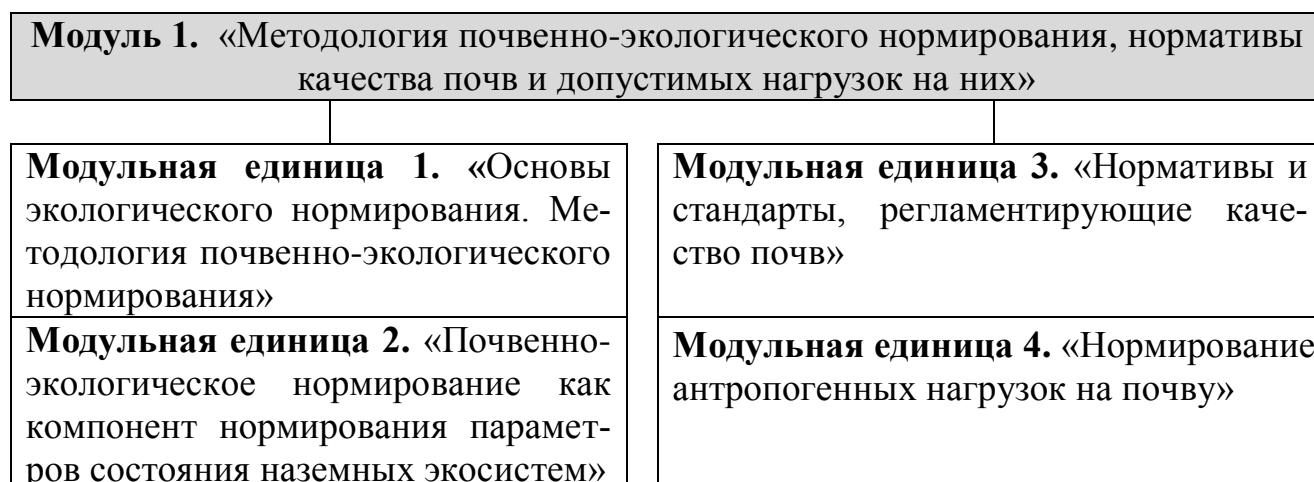 Модуль 1. «Методология почвенно-экологического нормирования, нормативы
качества почв и допустимых нагрузок на них»
Модульная единица 1. «Основы
экологического нормирования. Ме-
тодология почвенно-экологического
нормирования»
Модульная единица 2. «Почвенно-
экологическое нормирование как
компонент нормирования парамет-
ров состояния наземных экосистем»
Модульная единица 3. «Нормативы и
стандарты, регламентирующие каче-
ство почв»
Модульная единица 4. «Нормирование
антропогенных нагрузок на почву»